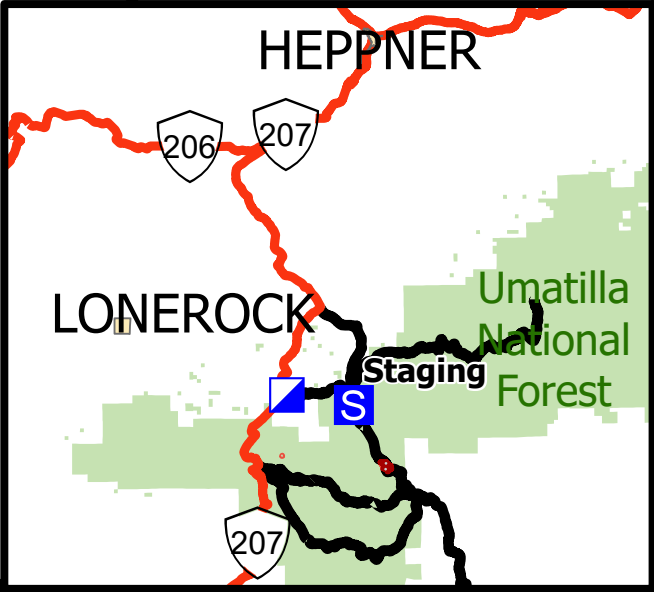 HEPPNER
207
206
LONEROCK
Umatilla
National
Forest
Staging
S
207